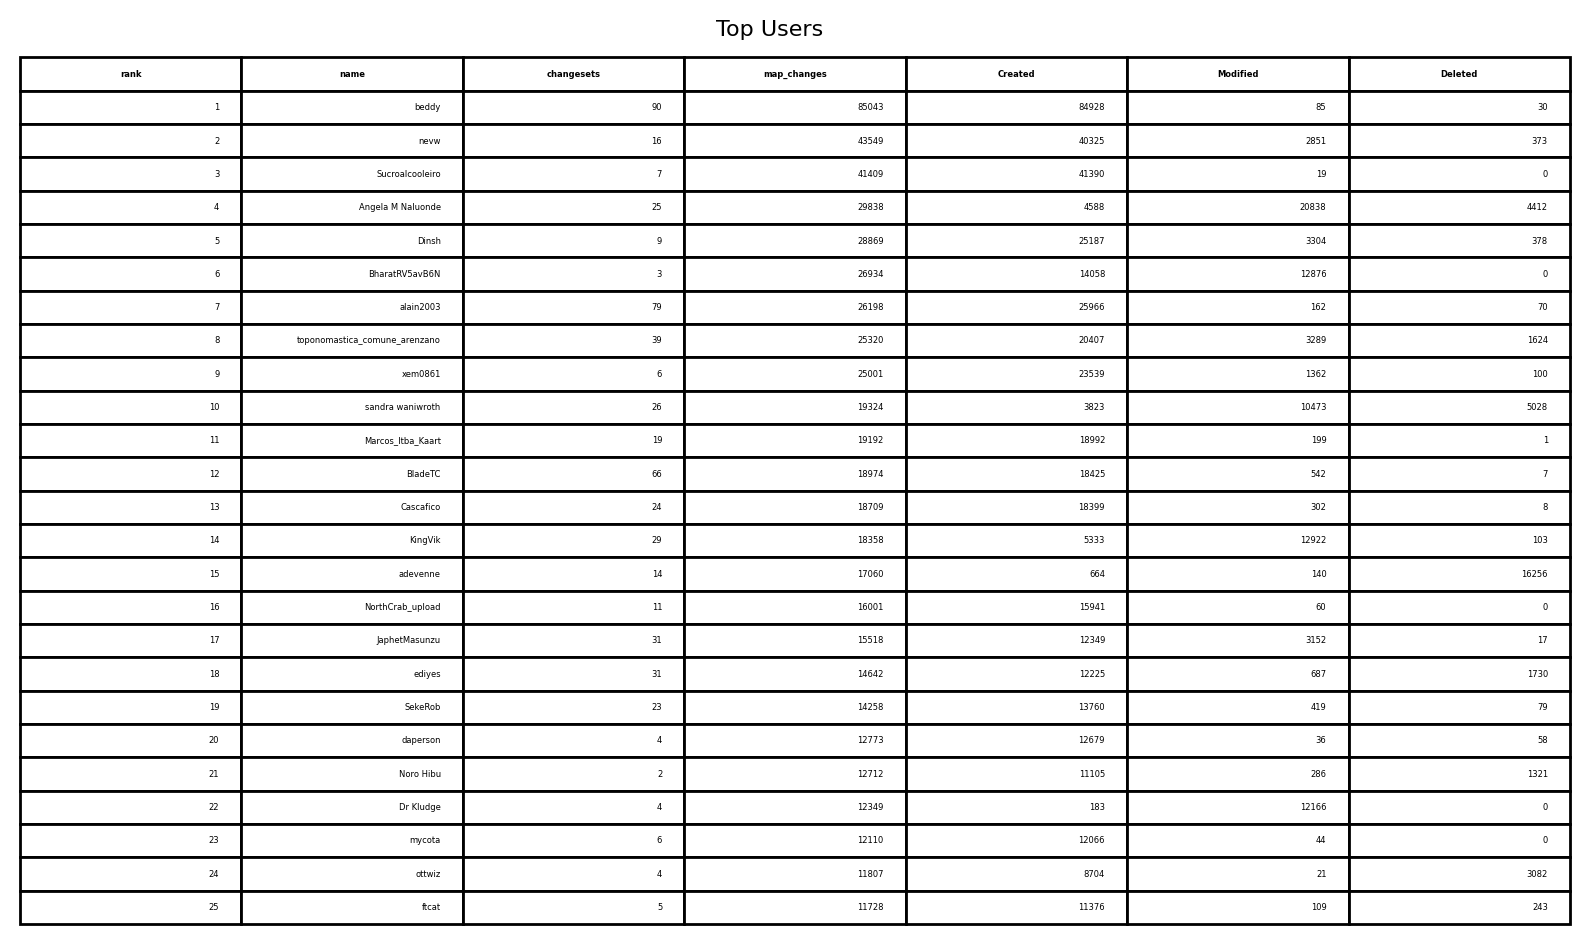 Top Users
rank name changesets map_changes Created Modified Deleted
1 beddy 90 85043 84928 85 30
2 nevw 16 43549 40325 2851 373
3 Sucroalcooleiro 7 41409 41390 19 0
4 Angela M Naluonde 25 29838 4588 20838 4412
5 Dinsh 9 28869 25187 3304 378
6 BharatRV5avB6N 3 26934 14058 12876 0
7 alain2003 79 26198 25966 162 70
8 toponomastica_comune_arenzano 39 25320 20407 3289 1624
9 xem0861 6 25001 23539 1362 100
10 sandra waniwroth 26 19324 3823 10473 5028
11 Marcos_Itba_Kaart 19 19192 18992 199 1
12 BladeTC 66 18974 18425 542 7
13 Cascafico 24 18709 18399 302 8
14 KingVik 29 18358 5333 12922 103
15 adevenne 14 17060 664 140 16256
16 NorthCrab_upload 11 16001 15941 60 0
17 JaphetMasunzu 31 15518 12349 3152 17
18 ediyes 31 14642 12225 687 1730
19 SekeRob 23 14258 13760 419 79
20 daperson 4 12773 12679 36 58
21 Noro Hibu 2 12712 11105 286 1321
22 Dr Kludge 4 12349 183 12166 0
23 mycota 6 12110 12066 44 0
24 ottwiz 4 11807 8704 21 3082
25 ftcat 5 11728 11376 109 243